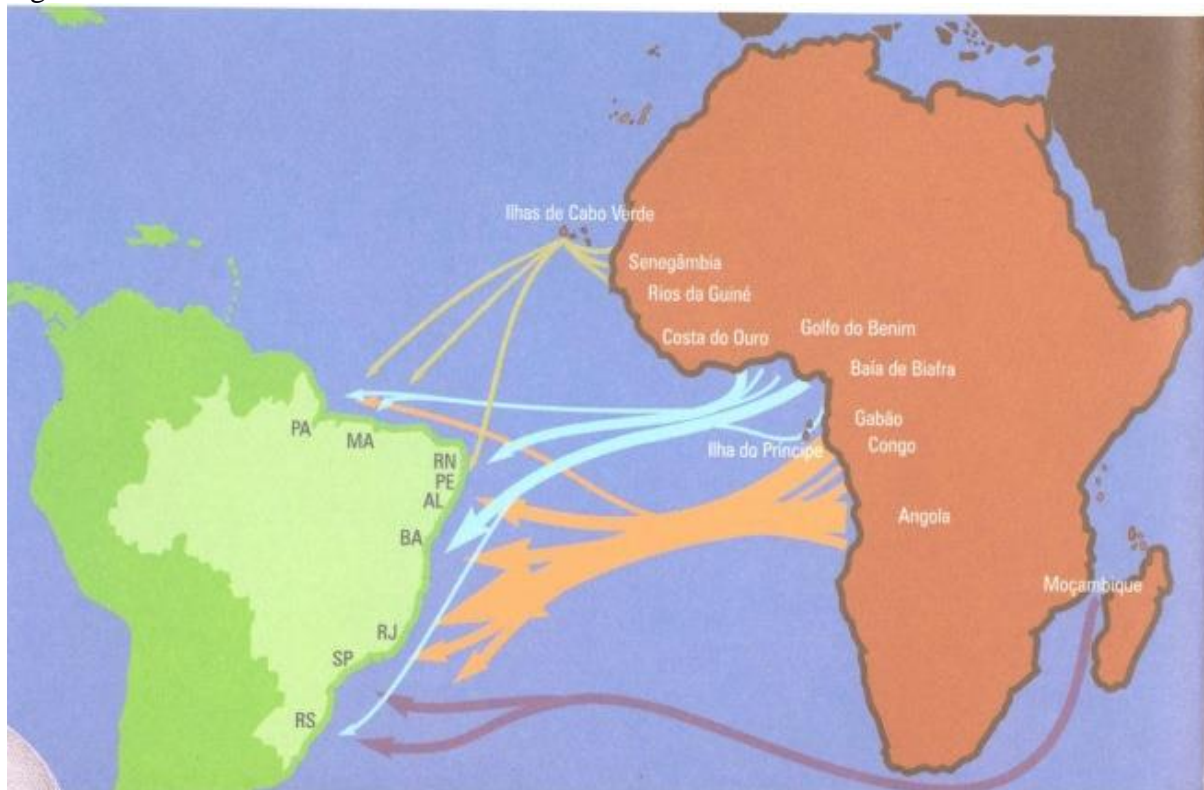 Ilhas de Cabo Verde
Senegâmbia
Rios da Guiné
Costa do Ouro
Golfo do Benim
Baía de Biafra
Gabão
Congo
Ilha do Príncipe
Angola
Moçambique
PA
MA
RN
PE
AL
BA
RJ
SP
RS